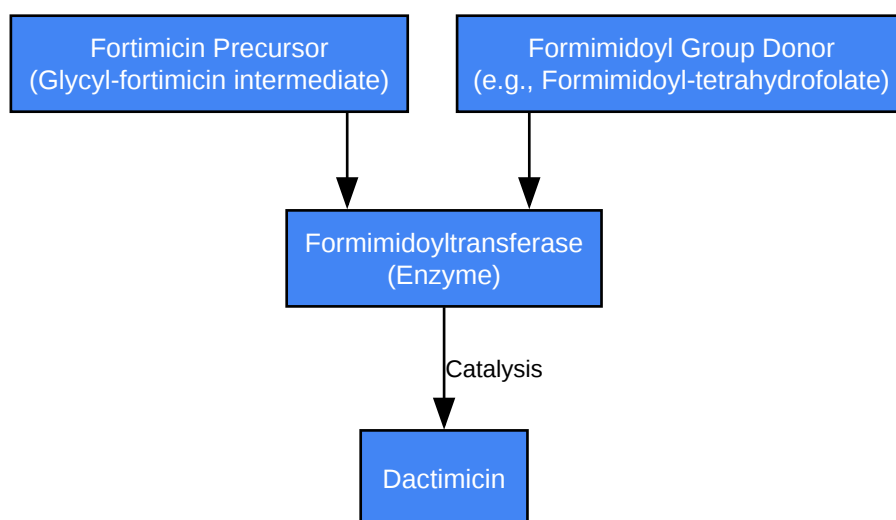 Fortimicin Precursor
(Glycyl-fortimicin intermediate)
Formimidoyl Group Donor
(e.g., Formimidoyl-tetrahydrofolate)
Formimidoyltransferase
(Enzyme)
Catalysis
Dactimicin